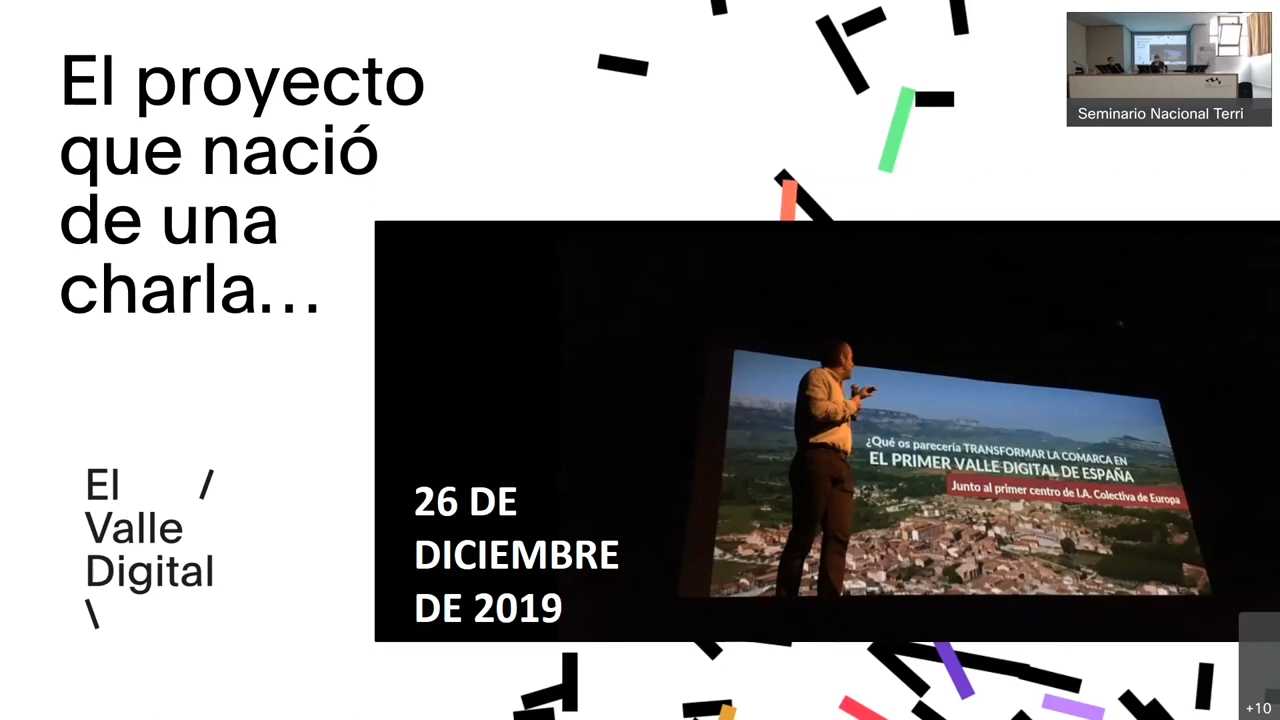 El proyecto
que nació
de una
charla...
Seminario Nacional Terri
¿Qué os parecería TRANSFORMAR LA COMARCA EN
EL PRIMER VALLE DIGITAL DE ESPAÑA
Junto al primer centro de I.A. Colectiva de Europa
26 DE
DICIEMBRE
DE 2019
El /
Valle
Digital
\
+10